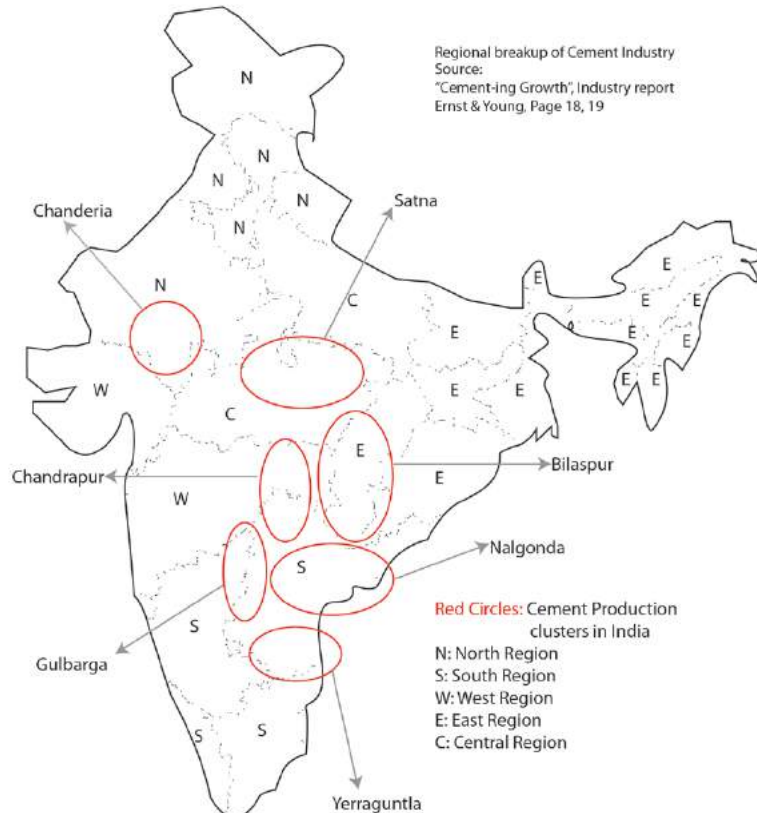 Regional breakup of Cement Industry
Source:
"Cement-ing Growth", Industry report
Ernst & Young, Page 18, 19
N
N
N
N
N
Satna
Chanderia
N
C
E
E
E
E
E
E
E
E
E
E
E
W
C
E
Chandrapur
Bilaspur
W
E
Nalgonda
S
Red Circles: Cement Production
clusters in India
N: North Region
S: South Region
W: West Region
E: East Region
C: Central Region
S
Gulbarga
S
S
Yerraguntla